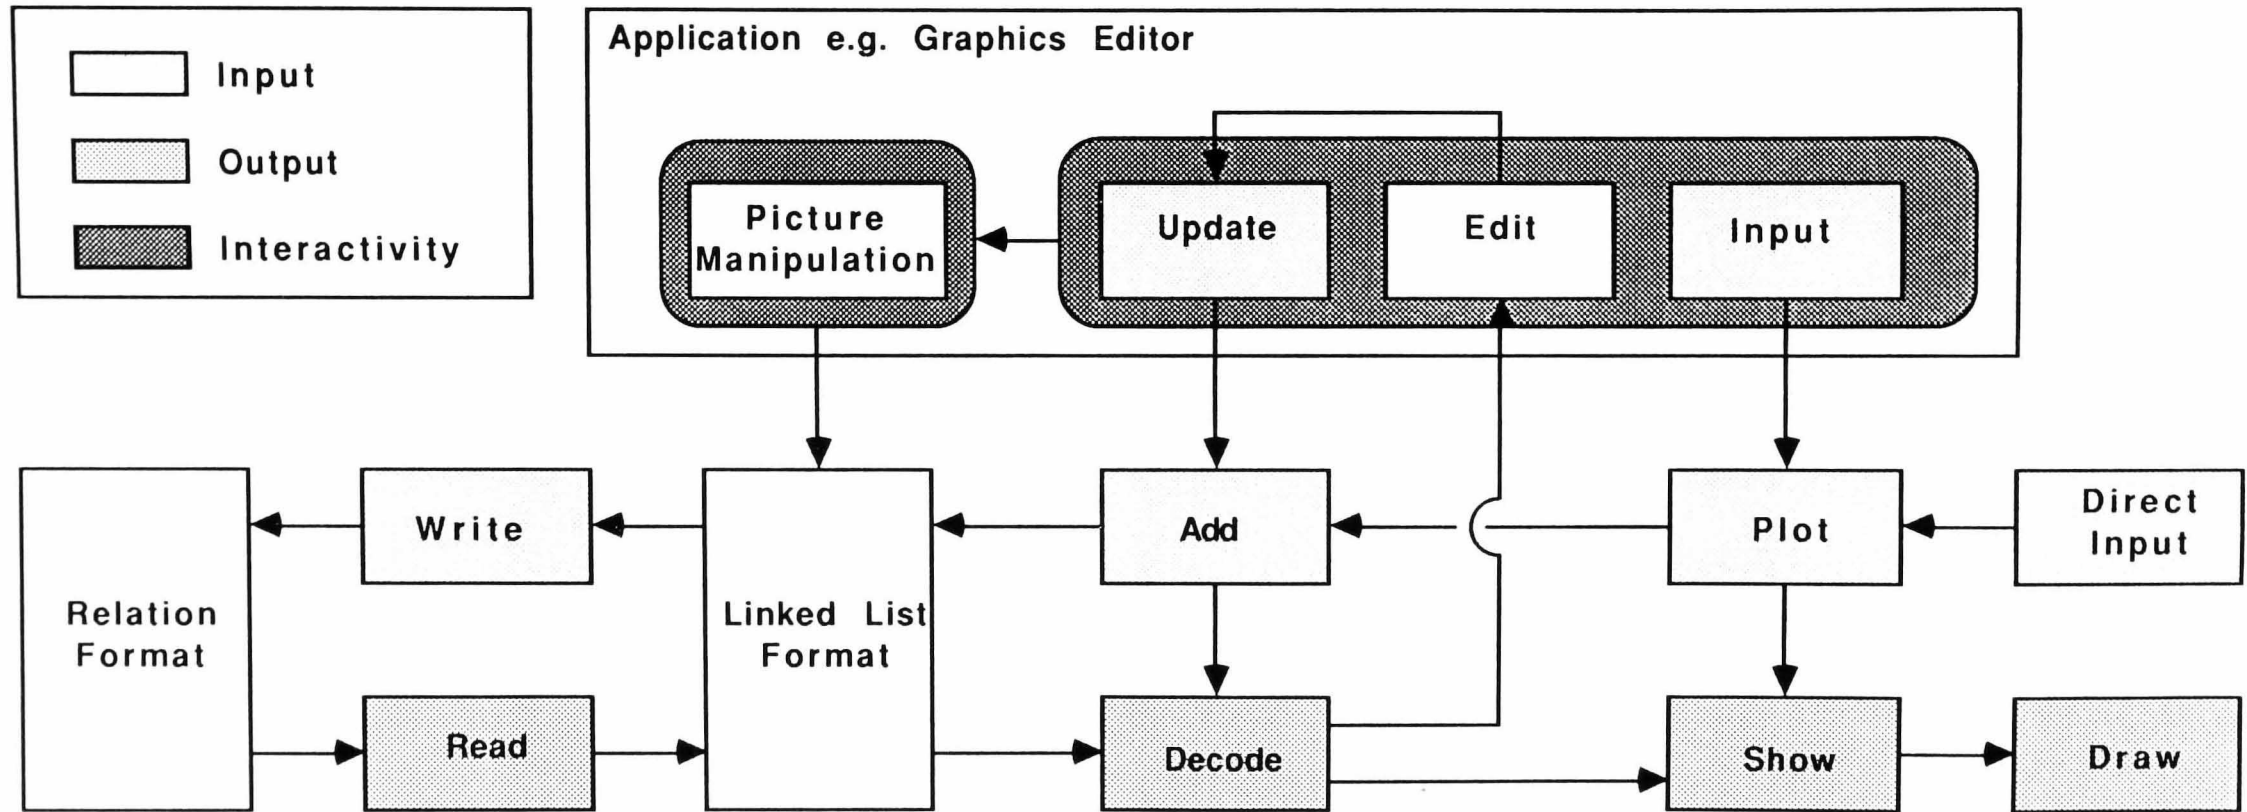 Input
Output
Interactivity
Application e.g. Graphics Editor
Picture
Manipulation
Update
Edit
Input
Relation
Format
Write
Read
Linked List
Format
Add
Decode
Plot
Show
Direct
Input
Draw